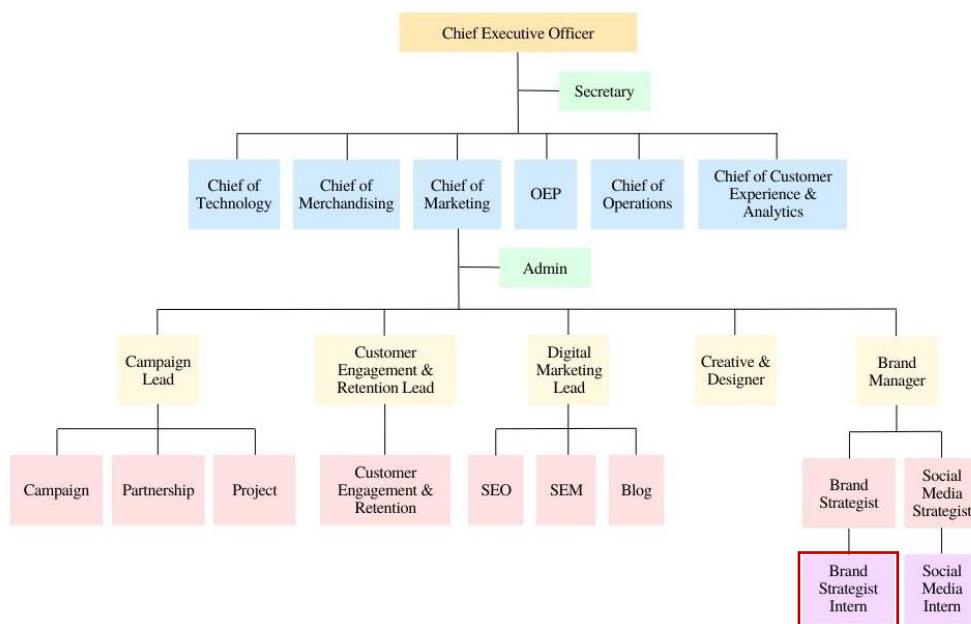 Chief Executive Officer
Secretary
Chief of
Technology
Chief of
Merchandising
Chief of
Marketing
OEP
Chief of
Operations
Chief of Customer
Experience &
Analytics
Admin
Campaign
Lead
Customer
Engagement &
Retention Lead
Digital
Marketing
Lead
Creative &
Designer
Brand
Manager
Campaign
Partnership
Project
Customer
Engagement &
Retention
SEO
SEM
Blog
Brand
Strategist
Social
Media
Strategist
Brand
Strategist
Intern
Social
Media
Intern